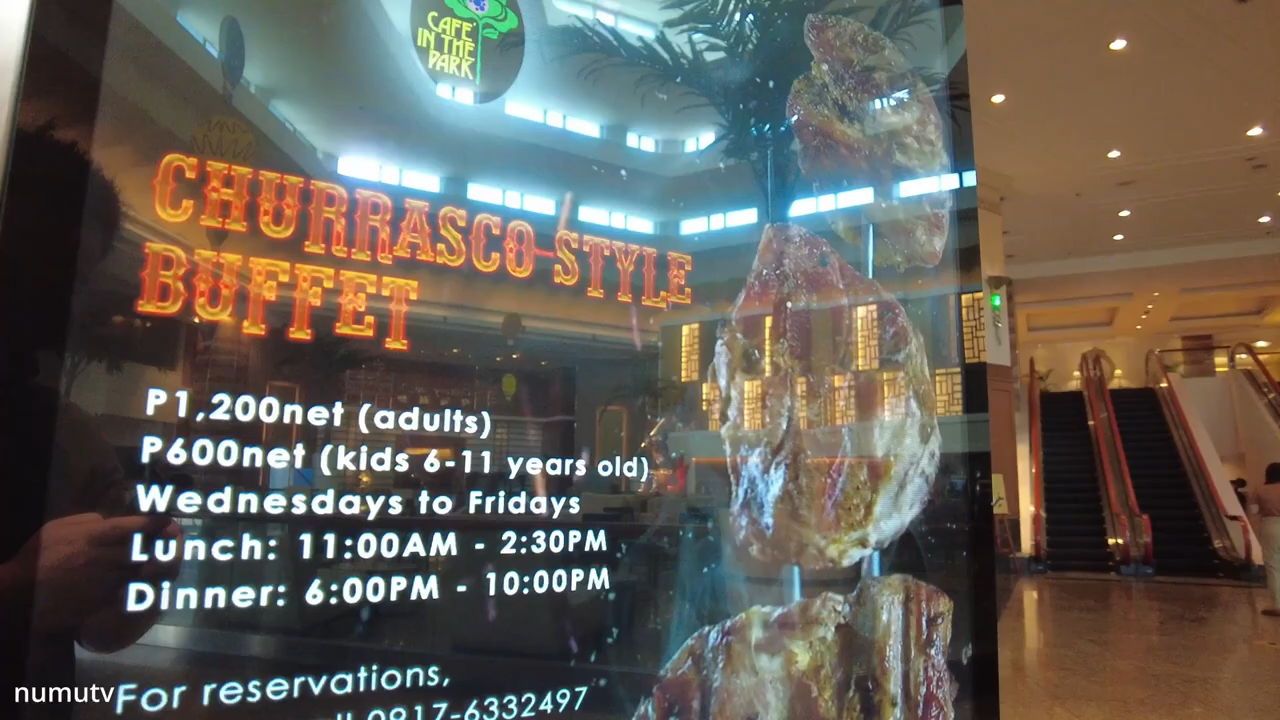 CAFE'
IN THE
PARK
CHURRASCO-STYLE
BUFFET
P1,200net (adults)
P600net (kids 6-11 years old)
Wednesdays to Fridays
Lunch: 11:00AM - 2:30PM
Dinner: 6:00PM - 10:00PM
For reservations,
0917-6332497
numutv